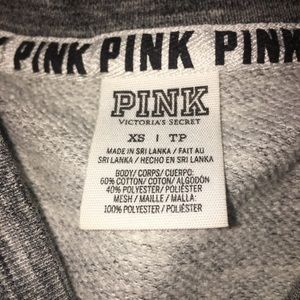 PINK PINK PINK
PINK
VICTORIA'S SECRET
XS | TP
MADE IN SRI LANKA / FAIT AU
SRI LANKA / HECHO EN SRI LANKA
BODY/ CORPS/ CUERPO:
60% COTTON/ COTON/ ALGODÓN
40% POLYESTER/ POLIÉSTER
MESH / MAILLE / MALLA:
100% POLYESTER/ POLIÉSTER